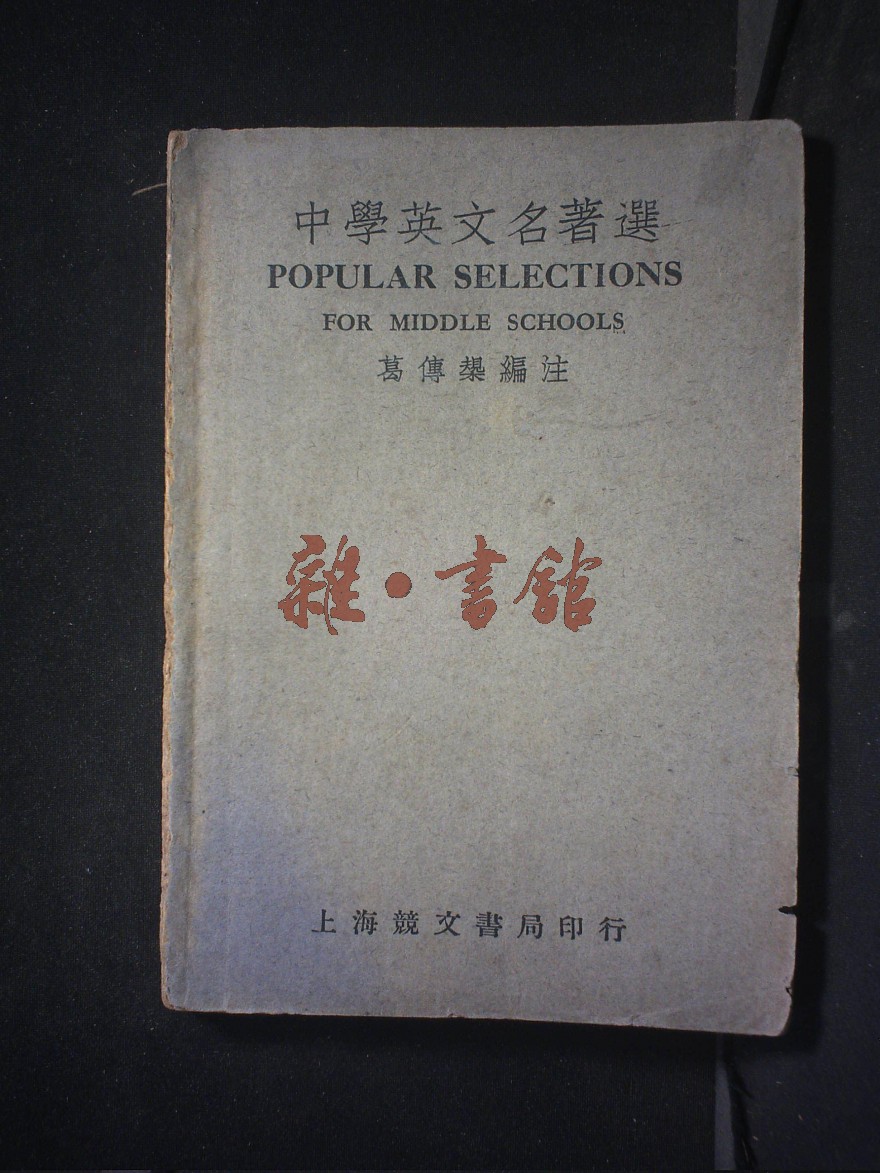 中學英文名著選
POPULAR SELECTIONS
FOR MIDDLE SCHOOLS
葛傳槼編注
雜·書館
上海競文書局印行